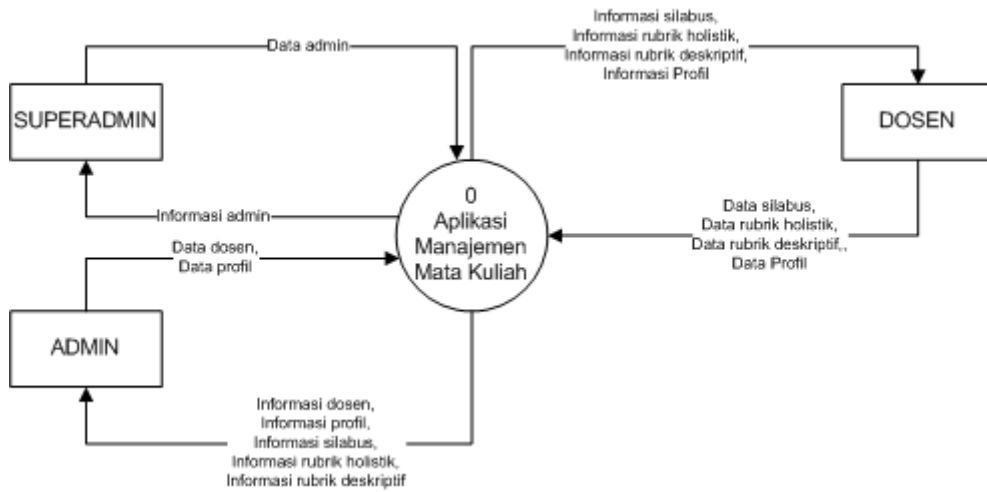 Data admin
Informasi silabus,
Informasi rubrik holistik,
Informasi rubrik deskriptif,
Informasi Profil
SUPERADMIN
DOSEN
0
Aplikasi
Manajemen
Mata Kuliah
Informasi admin
Data silabus,
Data rubrik holistik,
Data rubrik deskriptif,,
Data Profil
Data dosen,
Data profil
ADMIN
Informasi dosen,
Informasi profil,
Informasi silabus,
Informasi rubrik holistik,
Informasi rubrik deskriptif